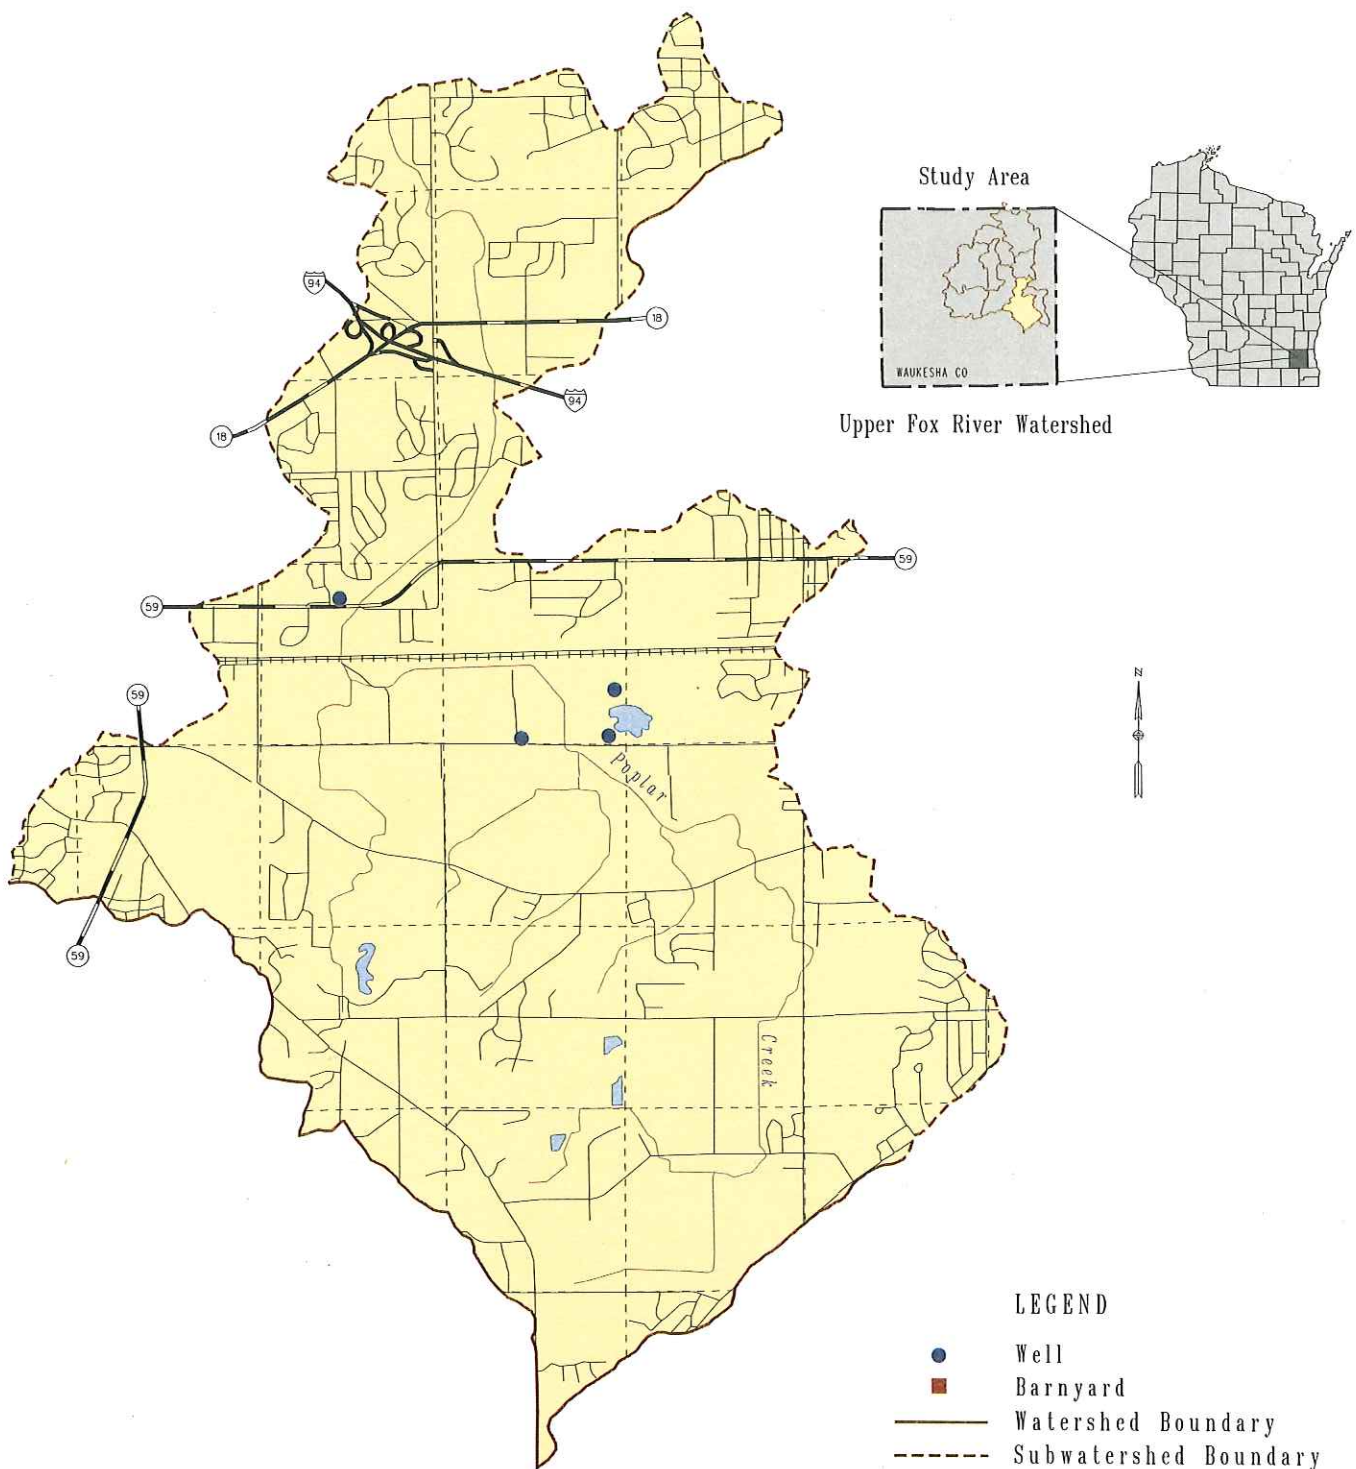 Study Area
WAUKESHA CO
Upper Fox River Watershed
94
18
94
18
59
59
59
N
Poplar
59
Creek
LEGEND
Well
Barnyard
Watershed Boundary
Subwatershed Boundary